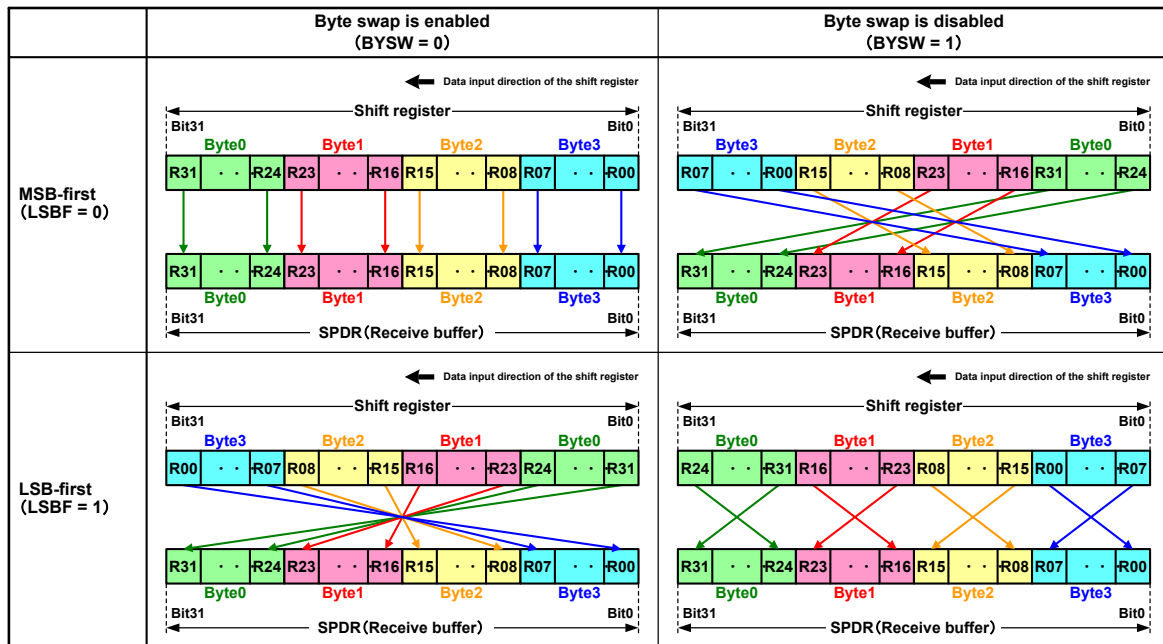 Byte swap is enabled
(BYSW = 0)
Byte swap is disabled
(BYSW = 1)
MSB-first
(LSBF = 0)
Data input direction of the shift register
Shift register
Bit31 Bit0
Byte0 Byte1 Byte2 Byte3
R31 · · R24 R23 · · R16 R15 · · R08 R07 · · R00
R31 · · R24 R23 · · R16 R15 · · R08 R07 · · R00
Byte0 Byte1 Byte2 Byte3
Bit31 Bit0
SPDR(Receive buffer)
Data input direction of the shift register
Shift register
Bit31 Bit0
Byte3 Byte2 Byte1 Byte0
R07 · · R00 R15 · · R08 R23 · · R16 R31 · · R24
R31 · · R24 R23 · · R16 R15 · · R08 R07 · · R00
Byte0 Byte1 Byte2 Byte3
Bit31 Bit0
SPDR(Receive buffer)
LSB-first
(LSBF = 1)
Data input direction of the shift register
Shift register
Bit31 Bit0
Byte3 Byte2 Byte1 Byte0
R00 · · R07 R08 · · R15 R16 · · R23 R24 · · R31
R31 · · R24 R23 · · R16 R15 · · R08 R07 · · R00
Byte0 Byte1 Byte2 Byte3
Bit31 Bit0
SPDR(Receive buffer)
Data input direction of the shift register
Shift register
Bit31 Bit0
Byte0 Byte1 Byte2 Byte3
R24 · · R31 R16 · · R23 R08 · · R15 R00 · · R07
R31 · · R24 R23 · · R16 R15 · · R08 R07 · · R00
Byte0 Byte1 Byte2 Byte3
Bit31 Bit0
SPDR(Receive buffer)